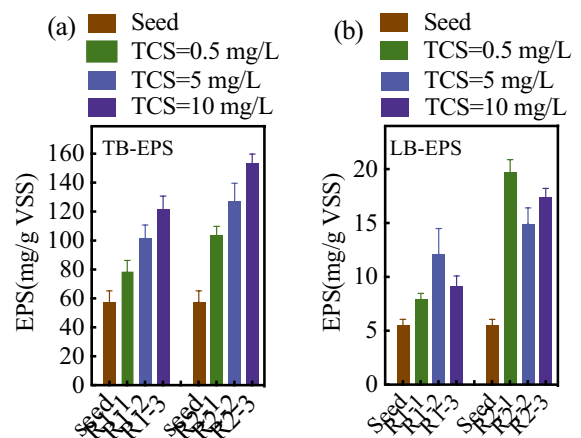 (a)
Seed
TCS=0.5 mg/L
TCS=5 mg/L
TCS=10 mg/L
TB-EPS
EPS(mg/g VSS)
160
140
120
100
80
60
40
20
0
Seed
R1-1
R1-2
R1-3
Seed
R2-1
R2-2
R2-3
(b)
Seed
TCS=0.5 mg/L
TCS=5 mg/L
TCS=10 mg/L
LB-EPS
EPS(mg/g VSS)
20
15
10
5
0
Seed
R1-1
R1-2
R1-3
Seed
R2-1
R2-2
R2-3